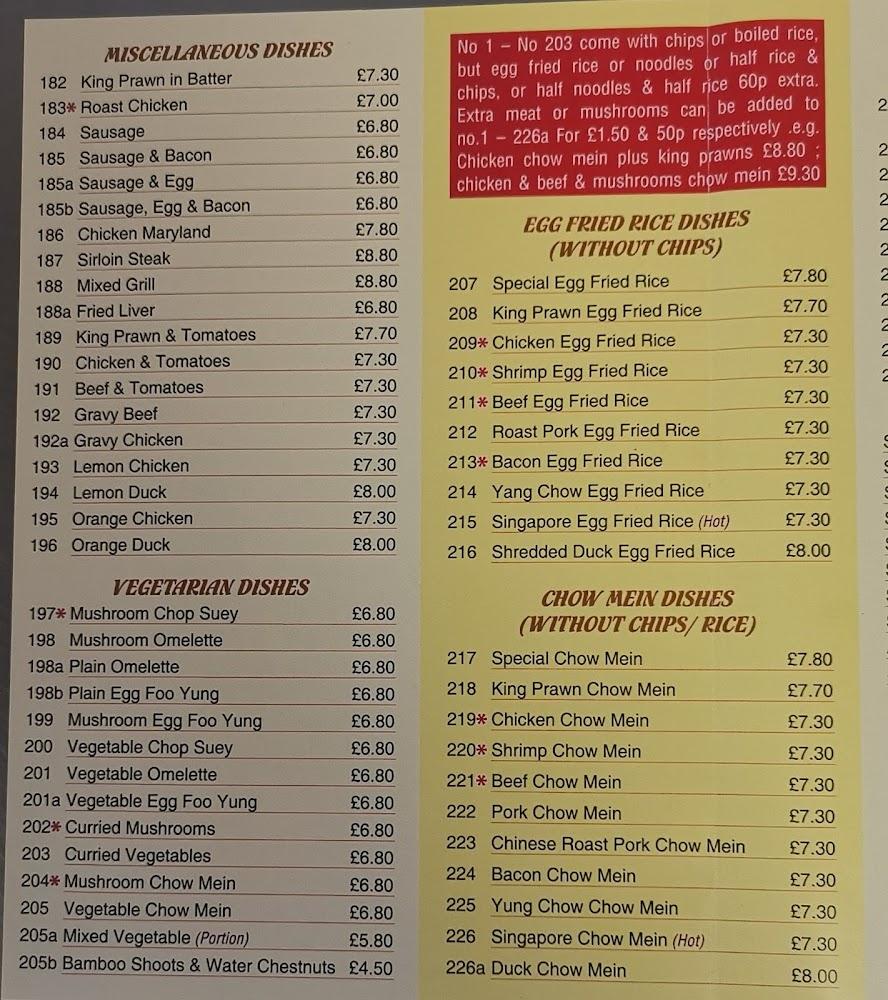 MISCELLANEOUS DISHES
182 King Prawn in Batter £7.30
183* Roast Chicken £7.00
184 Sausage £6.80
185 Sausage & Bacon £6.80
185a Sausage & Egg £6.80
185b Sausage, Egg & Bacon £6.80
186 Chicken Maryland £7.80
187 Sirloin Steak £8.80
188 Mixed Grill £8.80
188a Fried Liver £6.80
189 King Prawn & Tomatoes £7.70
190 Chicken & Tomatoes £7.30
191 Beef & Tomatoes £7.30
192 Gravy Beef £7.30
192a Gravy Chicken £7.30
193 Lemon Chicken £7.30
194 Lemon Duck £8.00
195 Orange Chicken £7.30
196 Orange Duck £8.00
VEGETARIAN DISHES
197* Mushroom Chop Suey £6.80
198 Mushroom Omelette £6.80
198a Plain Omelette £6.80
198b Plain Egg Foo Yung £6.80
199 Mushroom Egg Foo Yung £6.80
200 Vegetable Chop Suey £6.80
201 Vegetable Omelette £6.80
201a Vegetable Egg Foo Yung £6.80
202* Curried Mushrooms £6.80
203 Curried Vegetables £6.80
204* Mushroom Chow Mein £6.80
205 Vegetable Chow Mein £6.80
205a Mixed Vegetable (Portion) £5.80
205b Bamboo Shoots & Water Chestnuts £4.50
No 1 – No 203 come with chips or boiled rice,
but egg fried rice or noodles or half rice &
chips, or half noodles & half rice 60p extra.
Extra meat or mushrooms can be added to
no.1 – 226a For £1.50 & 50p respectively .e.g.
Chicken chow mein plus king prawns £8.80 ;
chicken & beef & mushrooms chow mein £9.30
EGG FRIED RICE DISHES
(WITHOUT CHIPS)
207 Special Egg Fried Rice £7.80
208 King Prawn Egg Fried Rice £7.70
209* Chicken Egg Fried Rice £7.30
210* Shrimp Egg Fried Rice £7.30
211* Beef Egg Fried Rice £7.30
212 Roast Pork Egg Fried Rice £7.30
213* Bacon Egg Fried Rice £7.30
214 Yang Chow Egg Fried Rice £7.30
215 Singapore Egg Fried Rice (Hot) £7.30
216 Shredded Duck Egg Fried Rice £8.00
CHOW MEIN DISHES
(WITHOUT CHIPS/ RICE)
217 Special Chow Mein £7.80
218 King Prawn Chow Mein £7.70
219* Chicken Chow Mein £7.30
220* Shrimp Chow Mein £7.30
221* Beef Chow Mein £7.30
222 Pork Chow Mein £7.30
223 Chinese Roast Pork Chow Mein £7.30
224 Bacon Chow Mein £7.30
225 Yung Chow Chow Mein £7.30
226 Singapore Chow Mein (Hot) £7.30
226a Duck Chow Mein £8.00